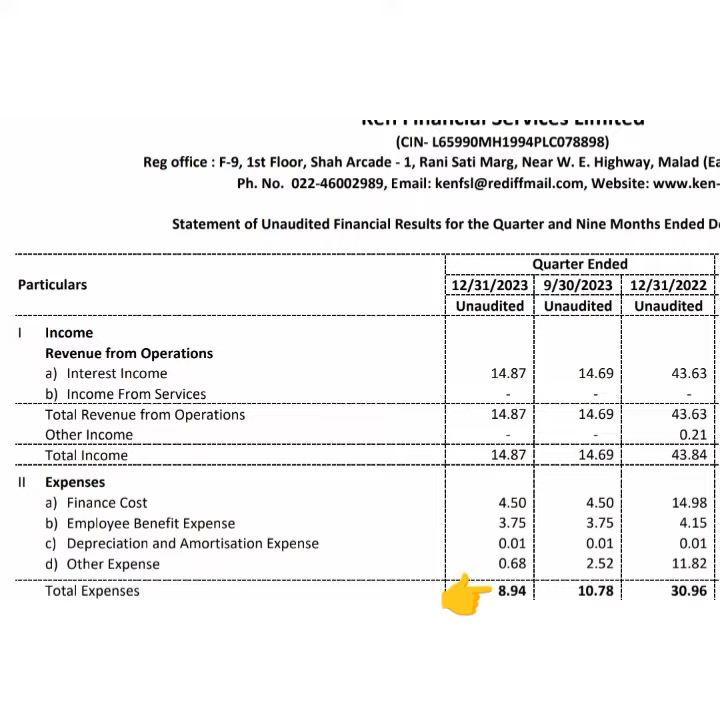 Ken Financial Services Limited
(CIN- L65990MH1994PLC078898)
Reg office : F-9, 1st Floor, Shah Arcade - 1, Rani Sati Marg, Near W. E. Highway, Malad (Ea
Ph. No. 022-46002989, Email: kenfsl@rediffmail.com, Website: www.ken-
Statement of Unaudited Financial Results for the Quarter and Nine Months Ended De
Quarter Ended
Particulars 12/31/2023 9/30/2023 12/31/2022
Unaudited Unaudited Unaudited
I Income
Revenue from Operations
a) Interest Income 14.87 14.69 43.63
b) Income From Services - - -
Total Revenue from Operations 14.87 14.69 43.63
Other Income - - 0.21
Total Income 14.87 14.69 43.84
II Expenses
a) Finance Cost 4.50 4.50 14.98
b) Employee Benefit Expense 3.75 3.75 4.15
c) Depreciation and Amortisation Expense 0.01 0.01 0.01
d) Other Expense 0.68 2.52 11.82
Total Expenses 8.94 10.78 30.96